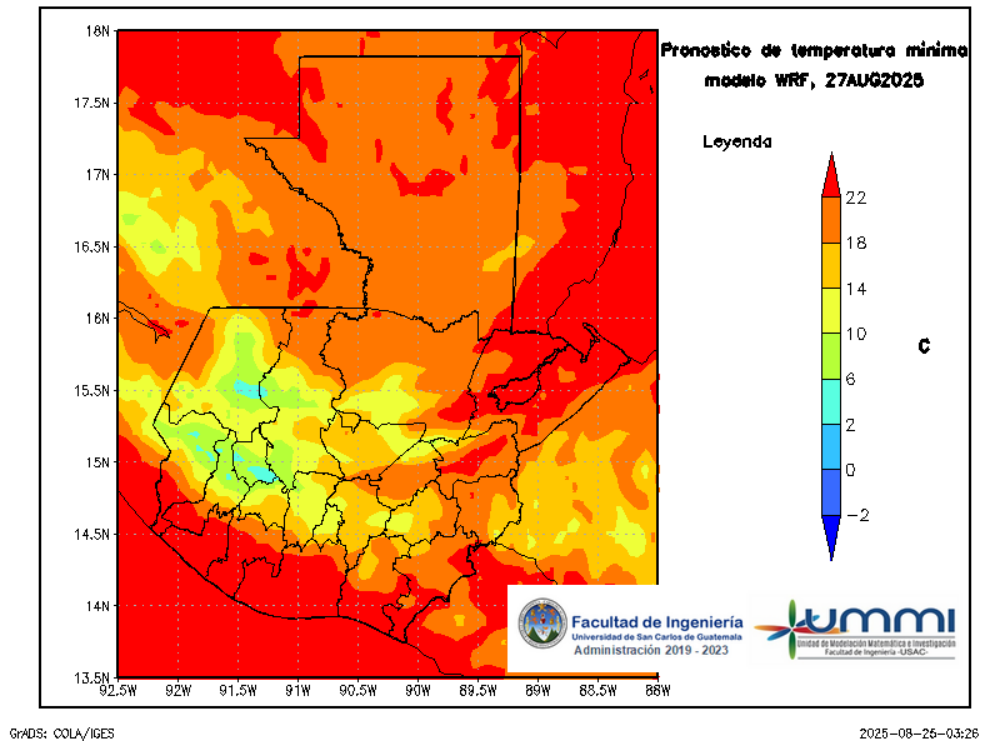 18N
17.5N
17N
16.5N
16N
15.5N
15N
14.5N
14N
13.5N
92.5W
92W
91.5W
91W
90.5W
90W
89.5W
89W
88.5W
88W
Pronostico de temperatura minima
modelo WRF, 27AUG2025
Leyenda
22
18
14
10
6
2
0
−2
C
Facultad de Ingeniería
Universidad de San Carlos de Guatemala
Administración 2019 - 2023
ummi
Unidad de Modelación Matemática e Investigación
Facultad de Ingeniería -USAC-
GrADS: COLA/IGES
2025-08-25-03:26